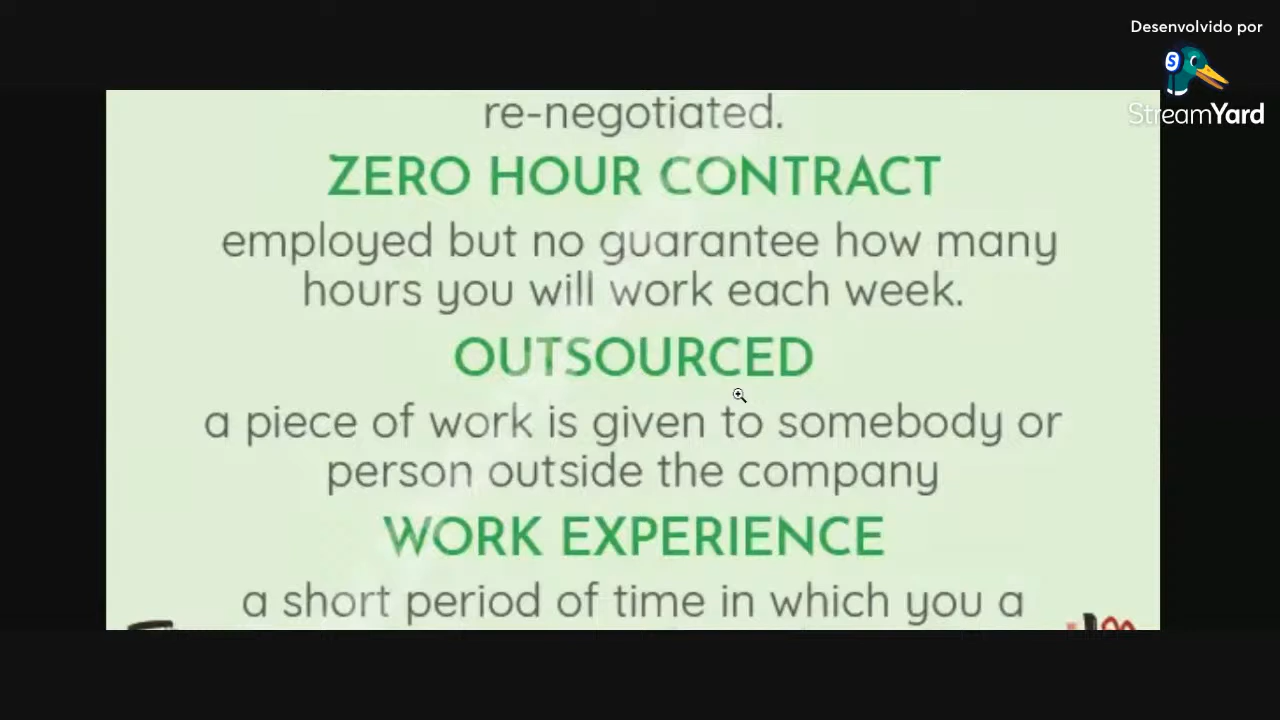 Desenvolvido por
StreamYard
re-negotiated.
ZERO HOUR CONTRACT
employed but no guarantee how many
hours you will work each week.
OUTSOURCED
a piece of work is given to somebody or
person outside the company
WORK EXPERIENCE
a short period of time in which you a